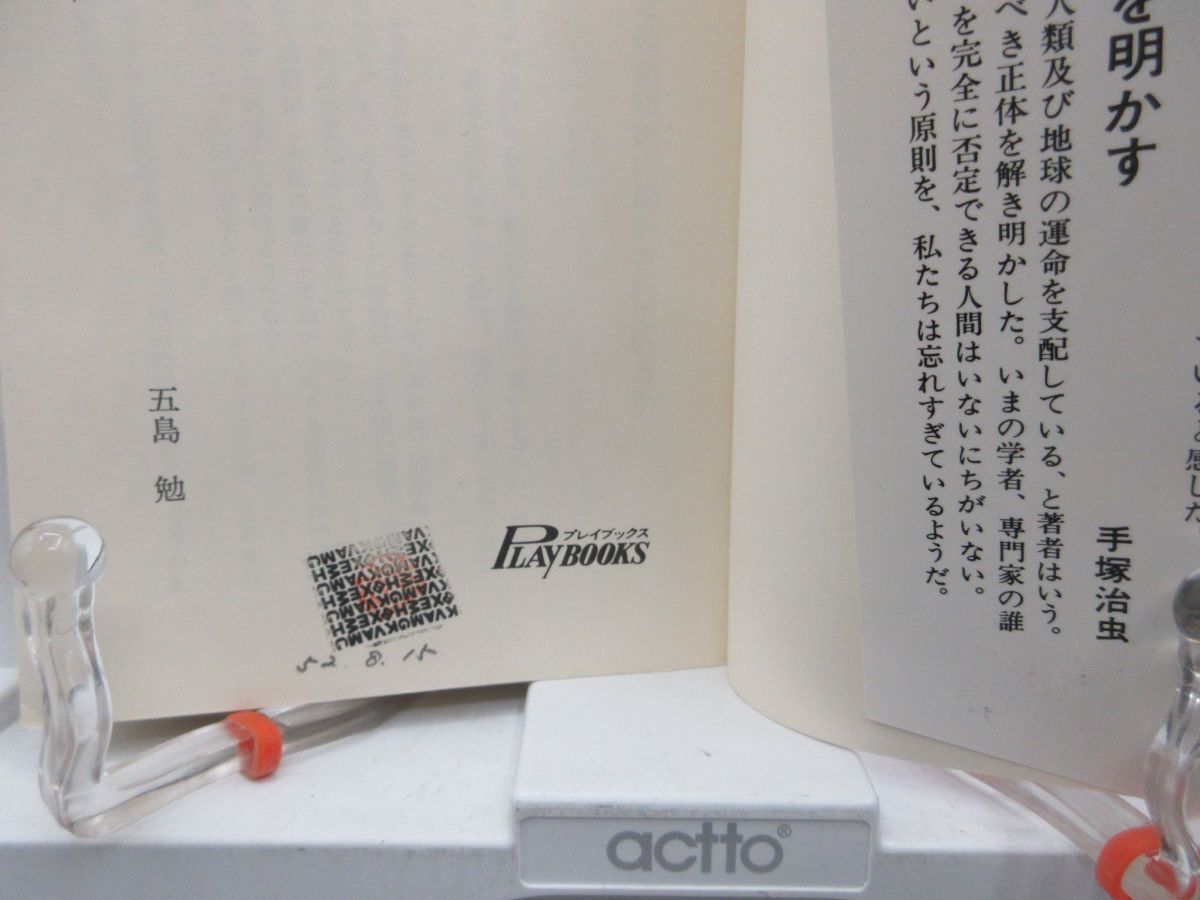 を明かす
人類及び地球の運命を支配している、と著者はいう。
べき正体を解き明かした。いまの学者、専門家の誰
を完全に否定できる人間はいないにちがいない。
いという原則を、私たちは忘れすぎているようだ。
手塚治虫
五島 勉
プレイブックス
PLAYBOOKS
52.8.15
actto®